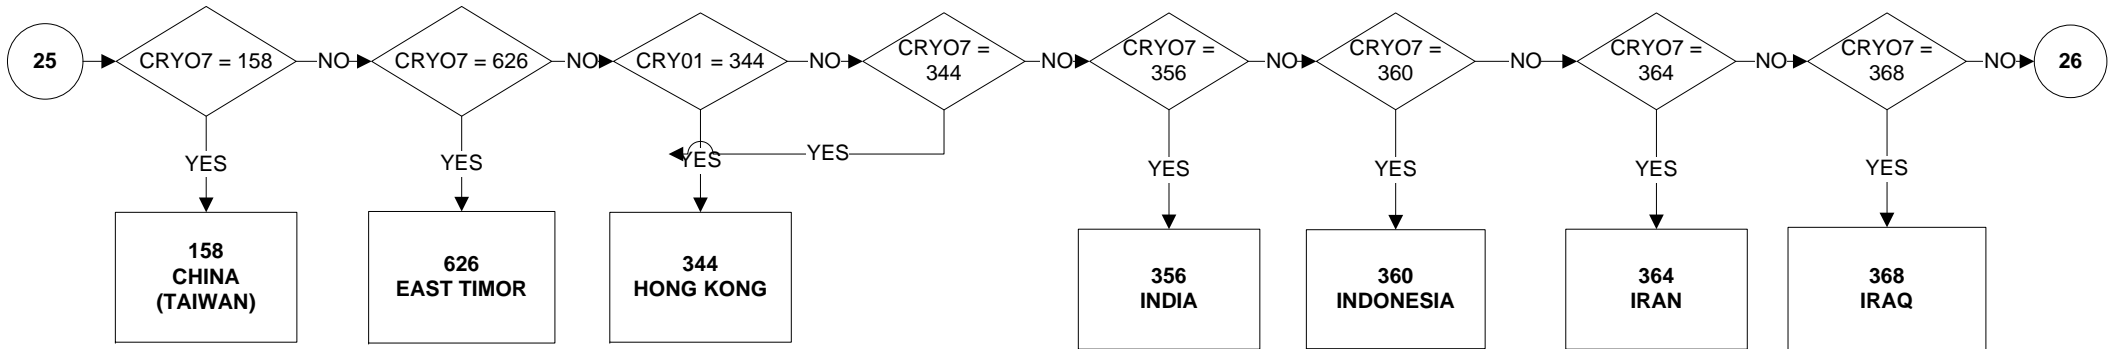 25
CRYO7 = 158
NO
CRYO7 = 626
NO
CRY01 = 344
NO
CRYO7 =
344
NO
CRYO7 =
356
NO
CRYO7 =
360
NO
CRYO7 =
364
NO
CRYO7 =
368
NO
26
YES
YES
YES
YES
YES
YES
YES
YES
158
CHINA
(TAIWAN)
626
EAST TIMOR
344
HONG KONG
356
INDIA
360
INDONESIA
364
IRAN
368
IRAQ